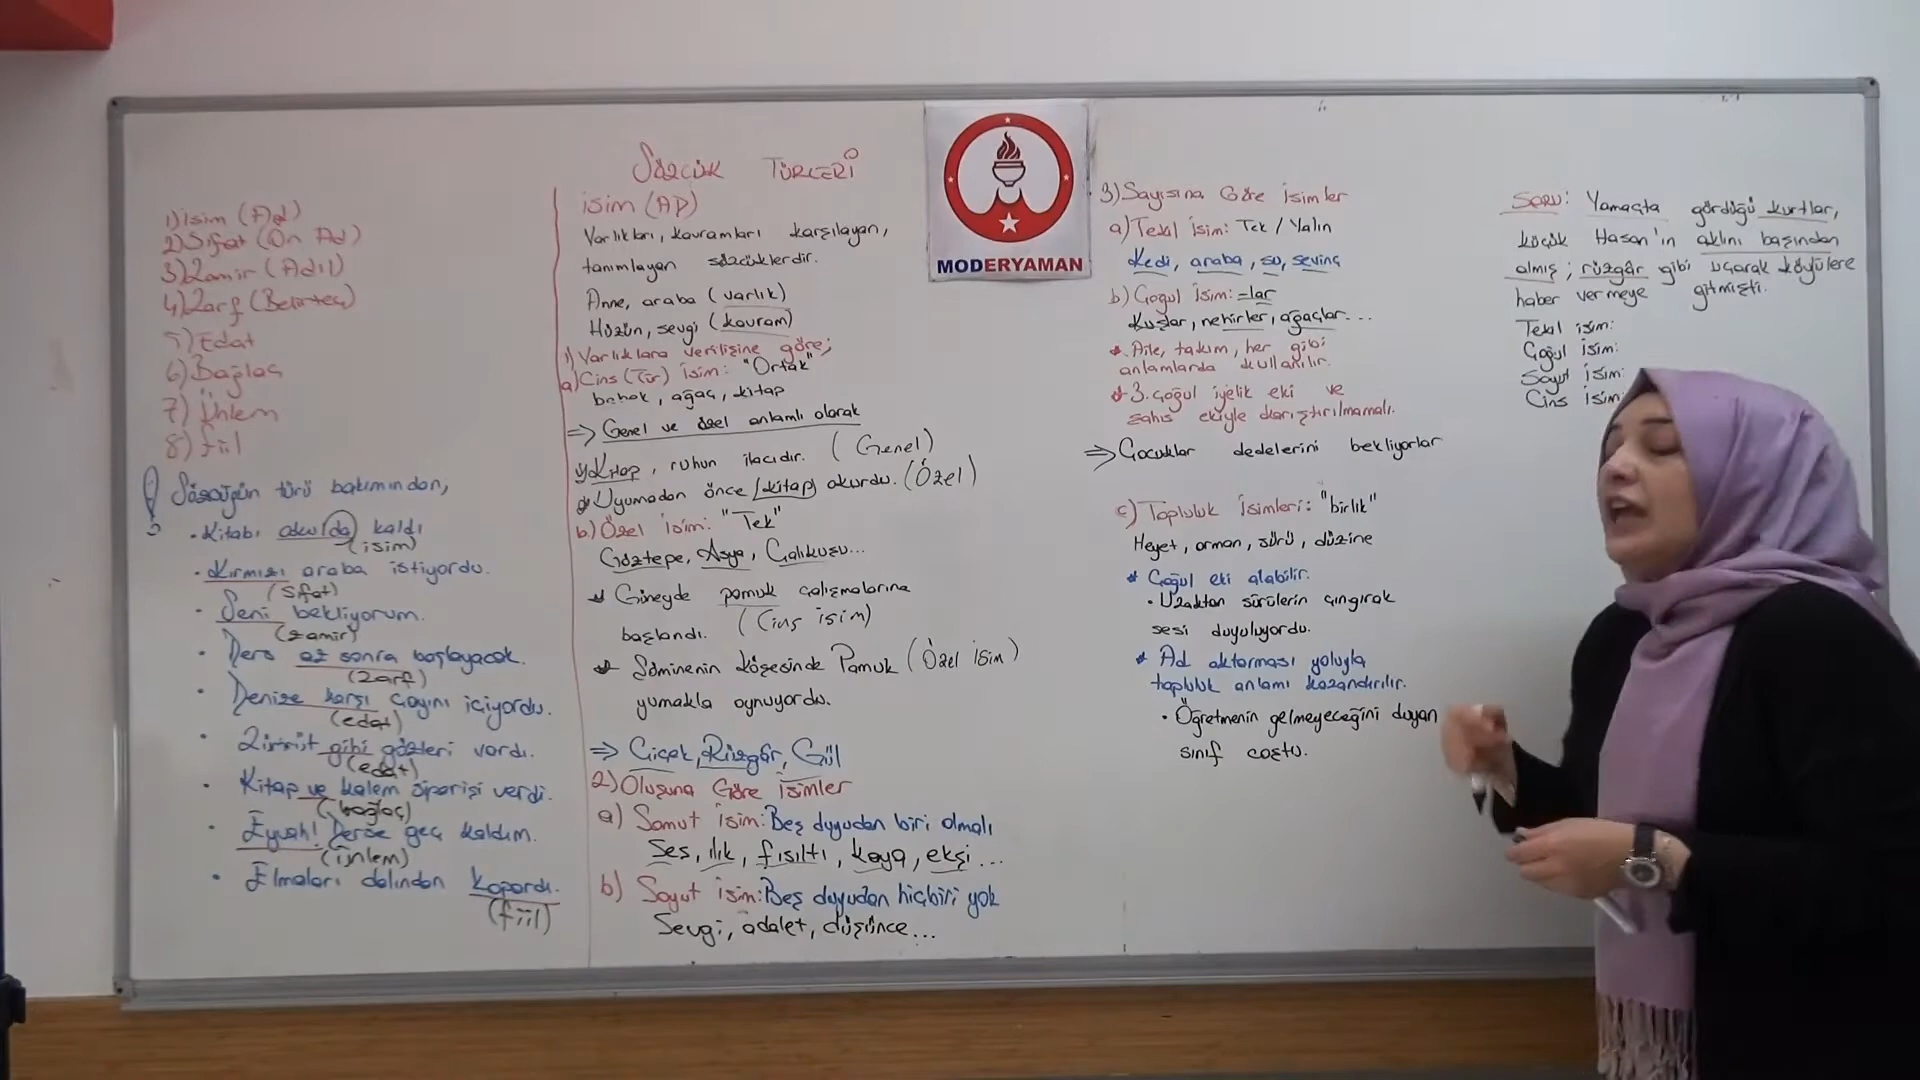 SÖZCÜK TÜRLERİ
1) isim (Ad)
2) Sıfat (Ön Ad)
3) Zamir (Adıl)
4) Zarf (Belirteç)
5) Edat
6) Bağlaç
7) Ünlem
8) fiil
Sözcüğün türü bakımından,
• Kitabı okulda kaldı
(isim)
• Kırmızı araba istiyordu.
(sıfat)
• Seni bekliyorum.
(zamir)
• Ders az sonra başlayacak.
(zarf)
• Denize karşı çayını içiyordu.
(edat)
• Zümrüt gibi gözleri vardı.
(edat)
• Kitap ve kalem siparişi verdi.
(bağlaç)
• Eyvah! Derse geç kaldım.
(ünlem)
• Elmaları dalından kopardı.
(fiil)
isim (AD)
Varlıkları, kavramları karşılayan,
tanımlayan sözcüklerdir.
Anne, araba (varlık)
Hüzün, sevgi (kavram)
1) Varlıklara verilişine göre;
a) Cins (Tür) isim: "Ortak"
bebek, ağaç, kitap
⇒ Genel ve özel anlamlı olarak
Kitap, ruhun ilacıdır. (Genel)
Uyumadan önce kitap okurdu. (Özel)
b) Özel isim: "Tek"
Göztepe, Asya, Çalıkuşu...
Güneyde pamuk çalışmalarına
başlandı. (Cins isim)
Şöminenin köşesinde Pamuk (Özel isim)
yumakla oynuyordu.
⇒ Çiçek, Rüzgâr, Gül
2) Oluşuna Göre İsimler
a) Somut isim: Beş duyudan biri olmalı
Ses, ılık, fısıltı, kaya, ekşi...
b) Soyut isim: Beş duyudan hiçbiri yok
Sevgi, adalet, düşünce...
MODERYAMAN
3) Sayısına Göre İsimler
a) Tekil isim: Tek / Yalın
Kedi, araba, su, sevinç
b) Çoğul isim: -lar
Kuşlar, nehirler, ağaçlar...
* Aile, takım, her gibi
anlamlarda kullanılır.
* 3. çoğul iyelik eki ve
şahıs ekiyle karıştırılmamalı.
⇒ Çocuklar dedelerini bekliyorlar
c) Topluluk isimleri: "birlik"
Heyet, orman, sürü, düzine
* Çoğul eki alabilir.
• Uzaktan sürülerin çıngırak
sesi duyuluyordu.
* Ad aktarması yoluyla
topluluk anlamı kazandırılır.
• Öğretmenin gelmeyeceğini duyan
sınıf coştu.
SORU: Yamaçta gördüğü kurtlar,
küçük Hasan'ın aklını başından
almış; rüzgâr gibi uçarak köylülere
haber vermeye gitmişti.
Tekil isim:
Çoğul isim:
Soyut isim:
Cins isim: